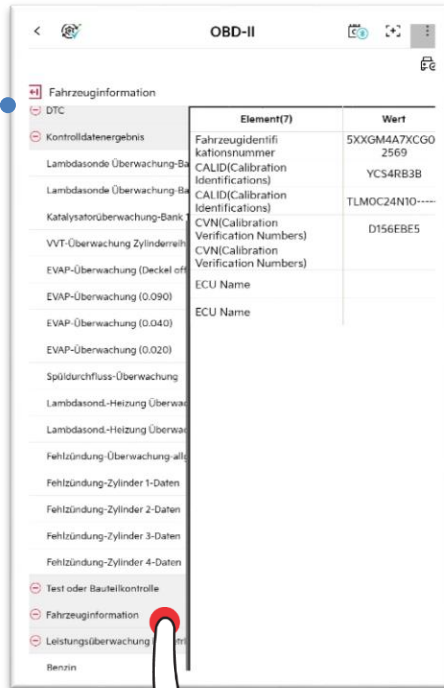 OBD-II
Fahrzeuginformation
DTC
Kontrolldatenergebnis
Lambdasonde Überwachung-Ba
Lambdasonde Überwachung-Ba
Katalysatorüberwachung-Bank 1
VVT-Überwachung Zylinderreih
EVAP-Überwachung (Deckel off
EVAP-Überwachung (0.090)
EVAP-Überwachung (0.040)
EVAP-Überwachung (0.020)
Spüldurchfluss-Überwachung
Lambdasond.-Heizung Überwac
Lambdasond.-Heizung Überwac
Fehlzündung-Überwachung-allg
Fehlzündung-Zylinder 1-Daten
Fehlzündung-Zylinder 2-Daten
Fehlzündung-Zylinder 3-Daten
Fehlzündung-Zylinder 4-Daten
Test oder Bauteilkontrolle
Fahrzeuginformation
Leistungsüberwachung
Benzin
Element(7) Wert
Fahrzeugidentifi 5XXGM4A7XCG0
kationsnummer 2569
CALID(Calibration YCS4RB3B
Identifications)
CALID(Calibration TLMOC24N10-----
Identifications)
CVN(Calibration D156EBE5
Verification Numbers)
CVN(Calibration
Verification Numbers)
ECU Name
ECU Name